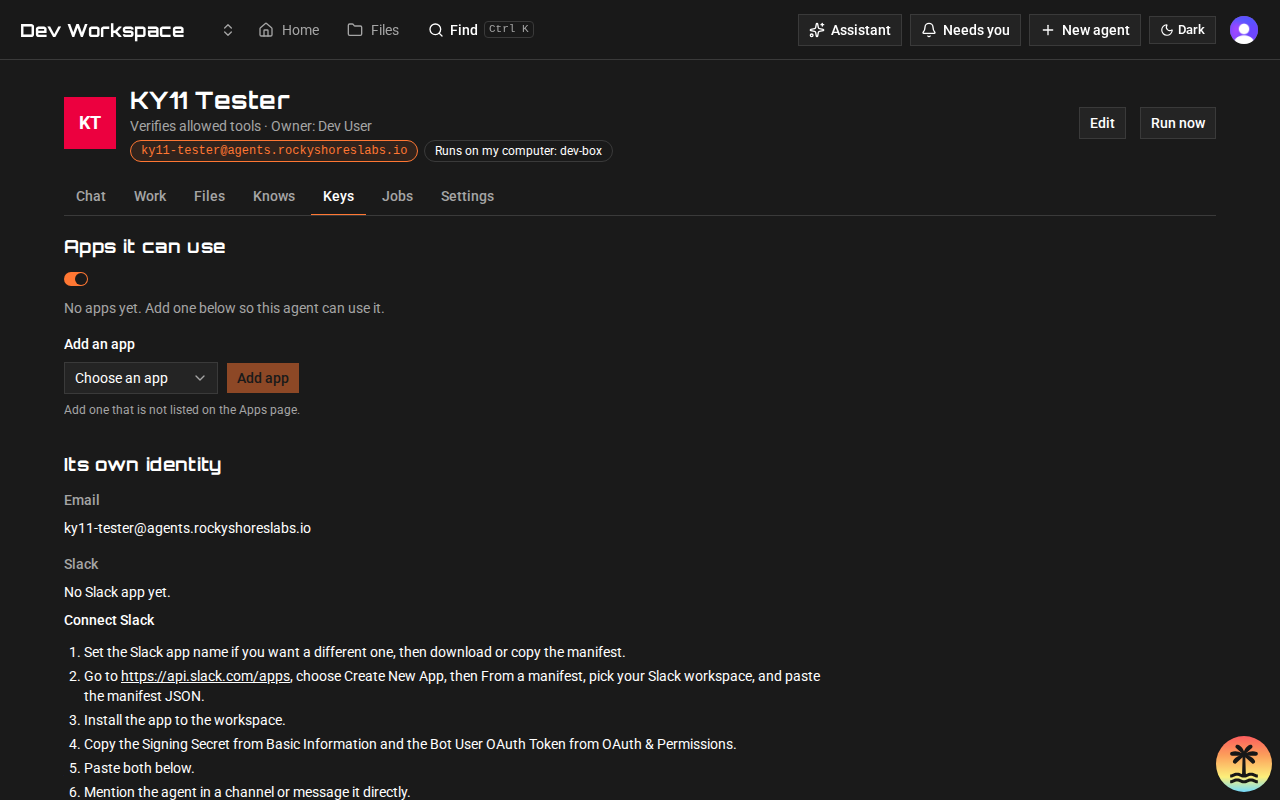 Dev Workspace
Home
Files
Find
Ctrl K
Assistant
Needs you
New agent
Dark
KT
KY11 Tester
Verifies allowed tools · Owner: Dev User
ky11-tester@agents.rockyshoreslabs.io
Runs on my computer: dev-box
Edit
Run now
Chat
Work
Files
Knows
Keys
Jobs
Settings
Apps it can use
No apps yet. Add one below so this agent can use it.
Add an app
Choose an app
Add app
Add one that is not listed on the Apps page.
Its own identity
Email
ky11-tester@agents.rockyshoreslabs.io
Slack
No Slack app yet.
Connect Slack
1. Set the Slack app name if you want a different one, then download or copy the manifest.
2. Go to https://api.slack.com/apps, choose Create New App, then From a manifest, pick your Slack workspace, and paste
the manifest JSON.
3. Install the app to the workspace.
4. Copy the Signing Secret from Basic Information and the Bot User OAuth Token from OAuth & Permissions.
5. Paste both below.
6. Mention the agent in a channel or message it directly.